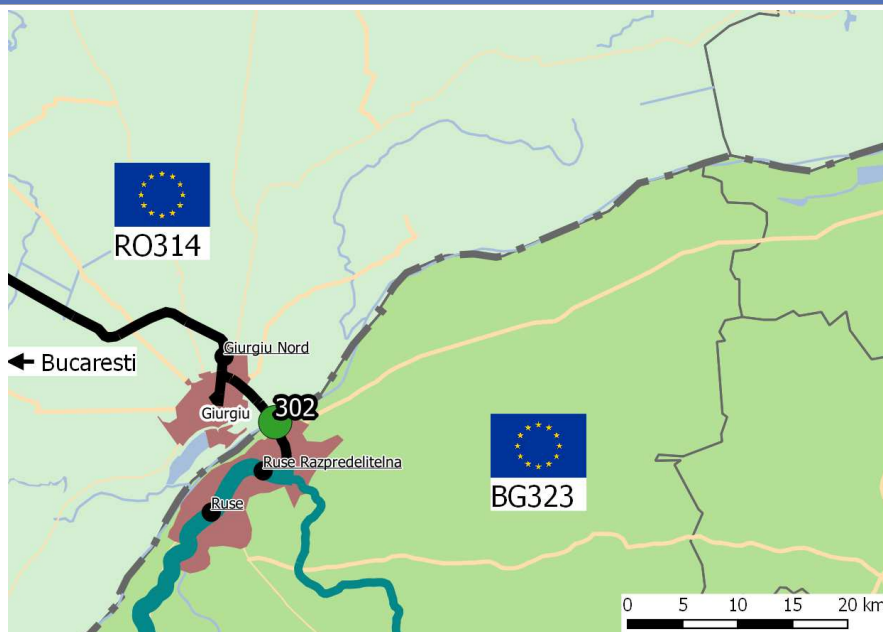 RO314
Giurgiu Nord
← Bucaresti
Giurgiu
302
Ruse Razpredelitelna
BG323
Ruse
0 5 10 15 20 km